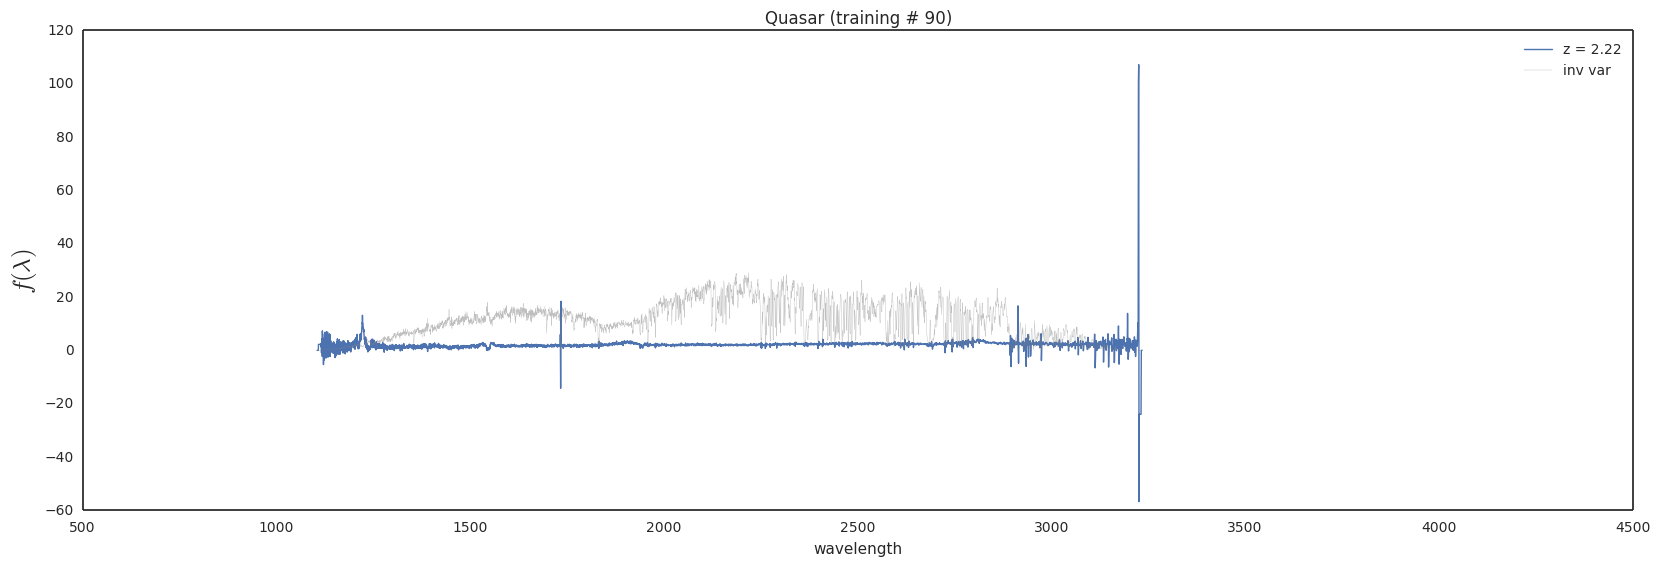 Quasar (training # 90)
120
100
80
60
40
20
0
−20
−40
−60
f(λ)
z = 2.22
inv var
500 1000 1500 2000 2500 3000 3500 4000 4500
wavelength